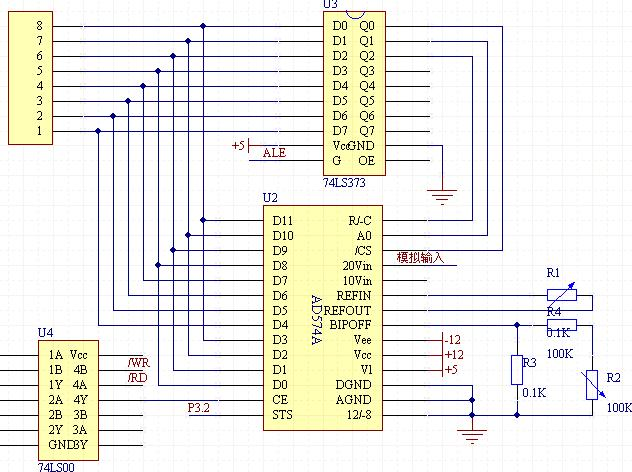 U3
8 D0 Q0
7 D1 Q1
6 D2 Q2
5 D3 Q3
4 D4 Q4
3 D5 Q5
2 D6 Q6
1 D7 Q7
+5 Vcc GND
ALE G OE
74LS373
U2
D11 R/-C
D10 A0
D9 /CS
模拟输入
D8 20Vin
D7 10Vin
R1
D6 REFIN
D5 REFOUT
R4
D4 BIPOFF
0.1K
AD574A
U4
D3 Vee -12
100K
1A Vcc
D2 Vcc +12
/WR
R3
1B 4B
D1 V1 +5
/RD
R2
1Y 4A
D0 DGND
0.1K
2A 4Y
CE AGND
100K
P3.2
2B 3B
STS 12/-8
2Y 3A
GND 3Y
74LS00